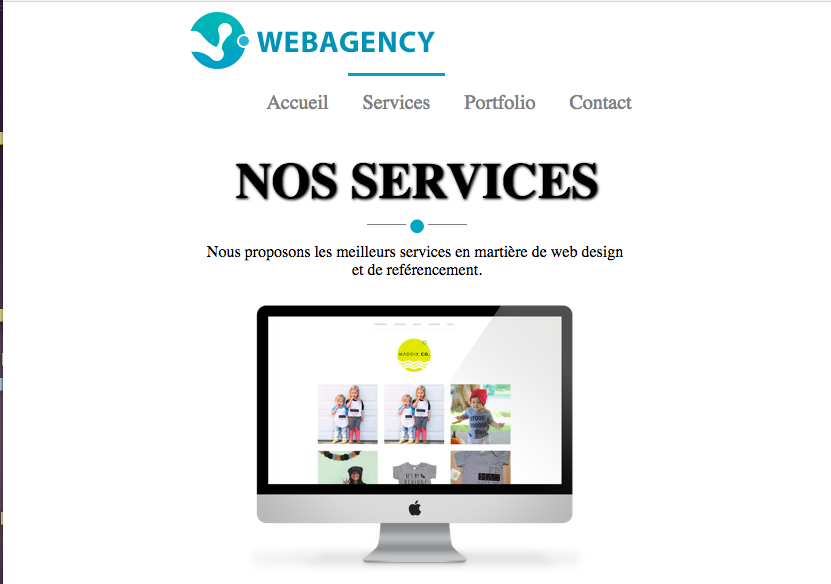 WEBAGENCY
Accueil Services Portfolio Contact
NOS SERVICES
Nous proposons les meilleurs services en martière de web design
et de reférencement.
MAGGIX CO.